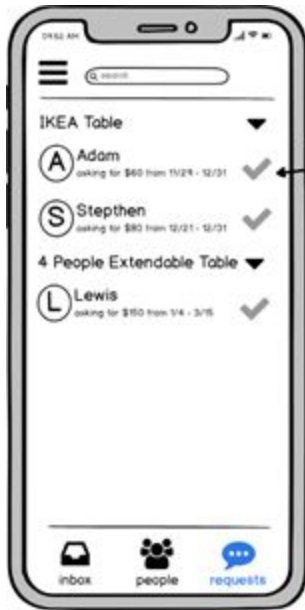 09:52 AM
search
IKEA Table
A Adam
asking for $60 from 11/29 - 12/31
S Stepthen
asking for $80 from 12/21 - 12/31
4 People Extendable Table
L Lewis
asking for $150 from 1/4 - 3/15
inbox people requests